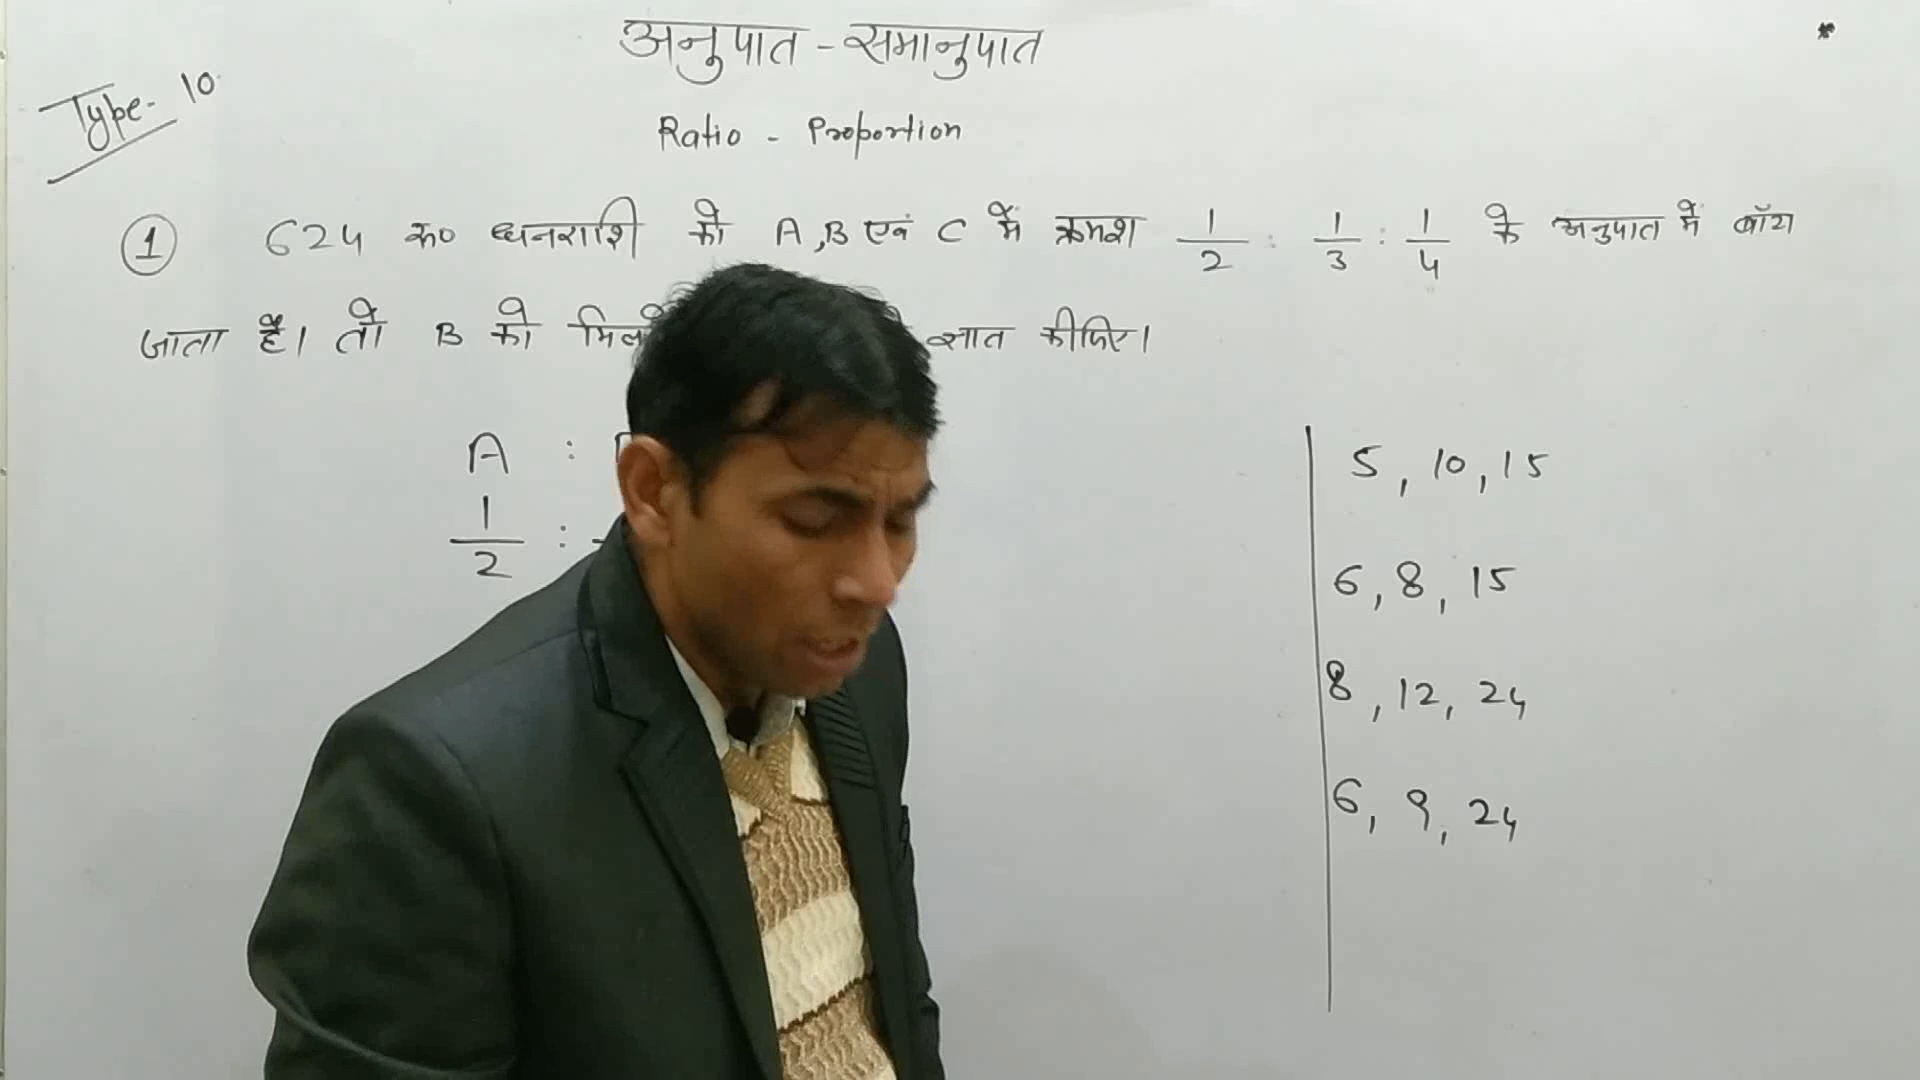 अनुपात - समानुपात
Type- 10
Ratio - Proportion
1 624 रू० धनराशी को A,B एवं C में क्रमश 1/2 : 1/3 : 1/4 के अनुपात में बाँटा
जाता है। तो B को ज्ञात कीजिए।
A :
1/2 :
5, 10, 15
6, 8, 15
8, 12, 24
6, 9, 24